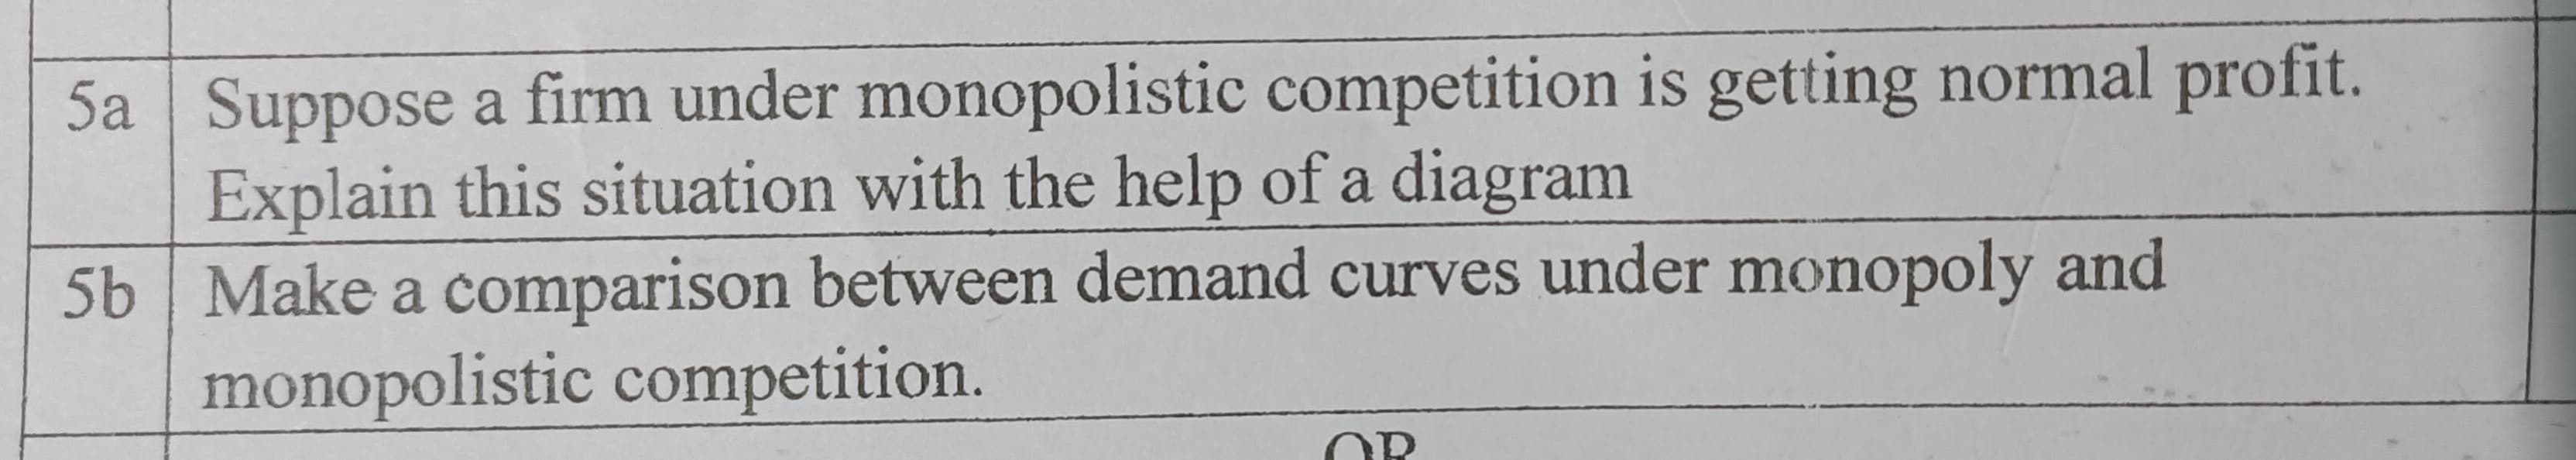 5a Suppose a firm under monopolistic competition is getting normal profit.
Explain this situation with the help of a diagram
5b Make a comparison between demand curves under monopoly and
monopolistic competition.
OR